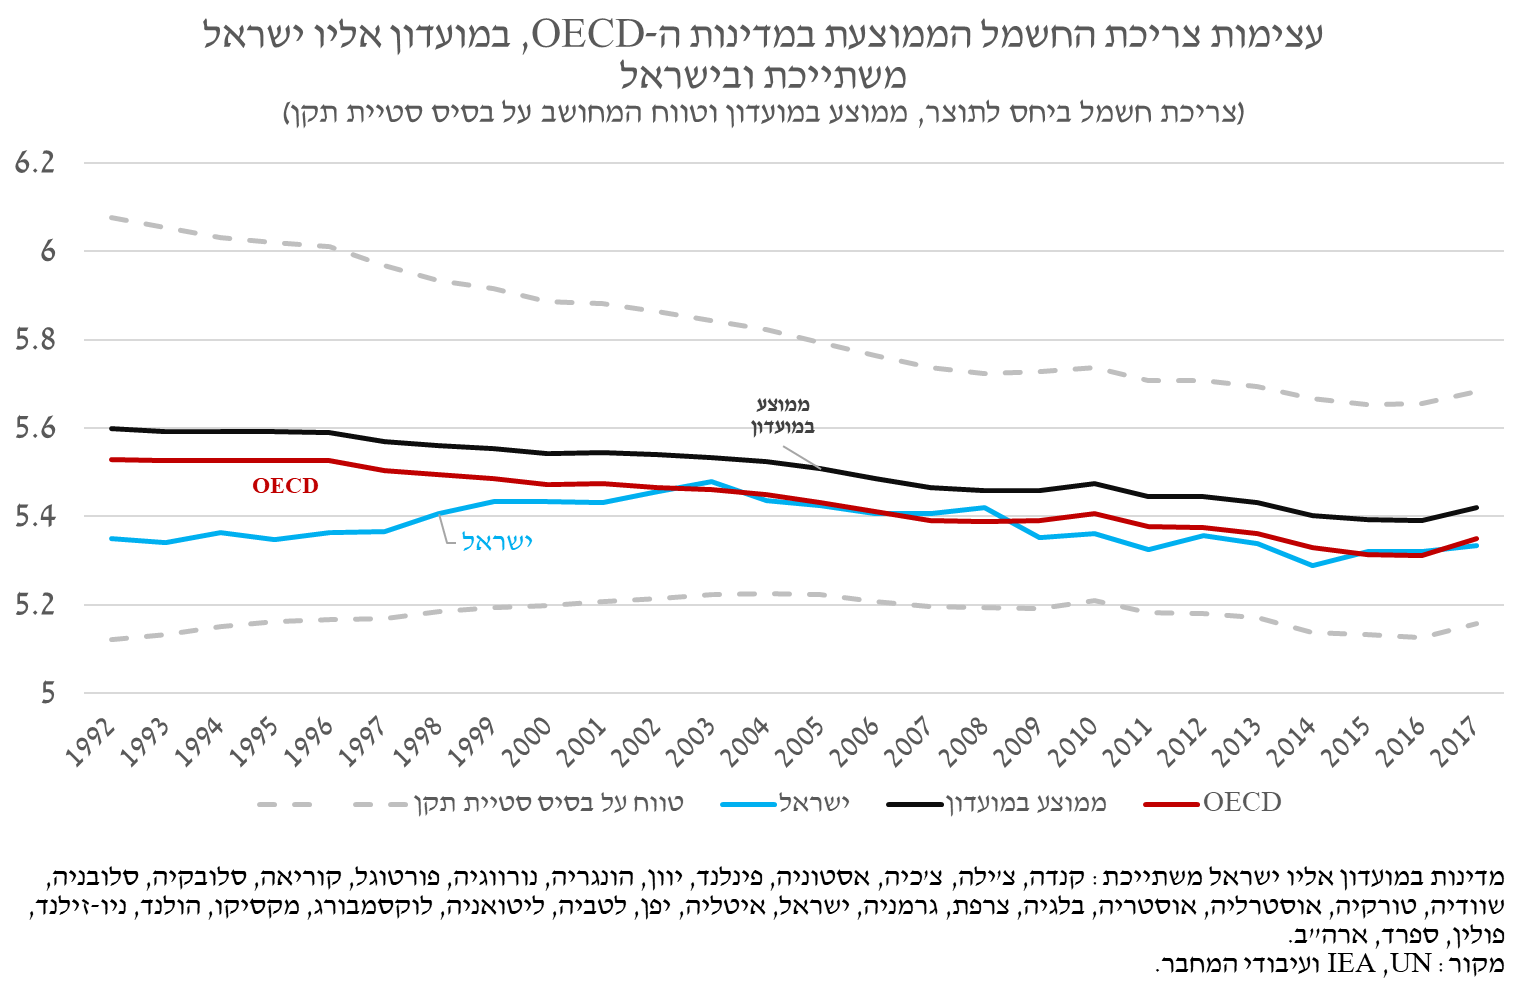 עצימות צריכת החשמל הממוצעת במדינות ה-OECD, במועדון אליו ישראל
משתייכת ובישראל
(צריכת חשמל ביחס לתוצר, ממוצע במועדון וטווח המחושב על בסיס סטיית תקן)
6.2
6
5.8
5.6
5.4
5.2
5
ממוצע
במועדון
OECD
ישראל
1992
1993
1994
1995
1996
1997
1998
1999
2000
2001
2002
2003
2004
2005
2006
2007
2008
2009
2010
2011
2012
2013
2014
2015
2016
2017
OECD
ממוצע במועדון
ישראל
טווח על בסיס סטיית תקן
מדינות במועדון אליו ישראל משתייכת: קנדה, צ'ילה, צ'כיה, אסטוניה, פינלנד, יוון, הונגריה, נורווגיה, פורטוגל, קוריאה, סלובקיה, סלובניה,
שוודיה, טורקיה, אוסטרליה, אוסטריה, בלגיה, צרפת, גרמניה, ישראל, איטליה, יפן, לטביה, ליטואניה, לוקסמבורג, מקסיקו, הולנד, ניו-זילנד,
פולין, ספרד, ארה"ב.
מקור: IEA ,UN ועיבודי המחבר.